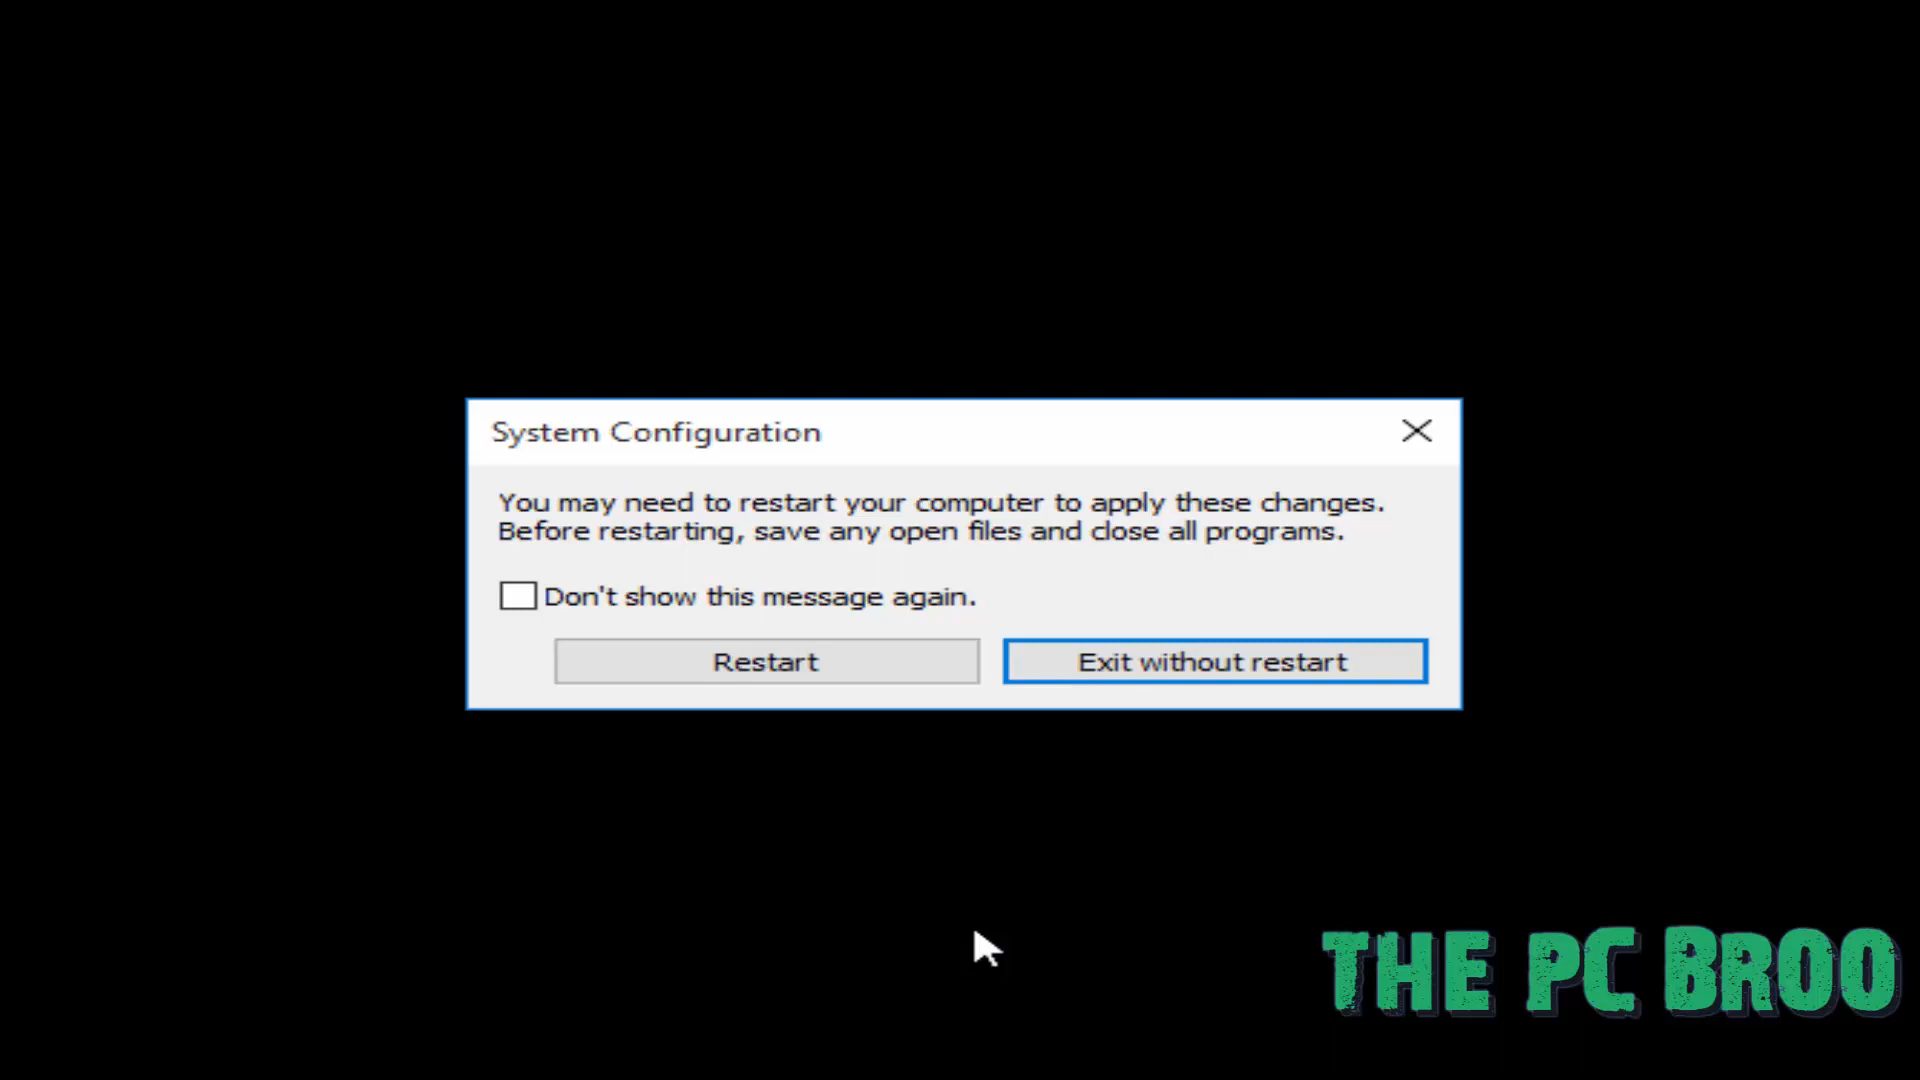 System Configuration
You may need to restart your computer to apply these changes.
Before restarting, save any open files and close all programs.
Don't show this message again.
Restart
Exit without restart
THE PC BROO